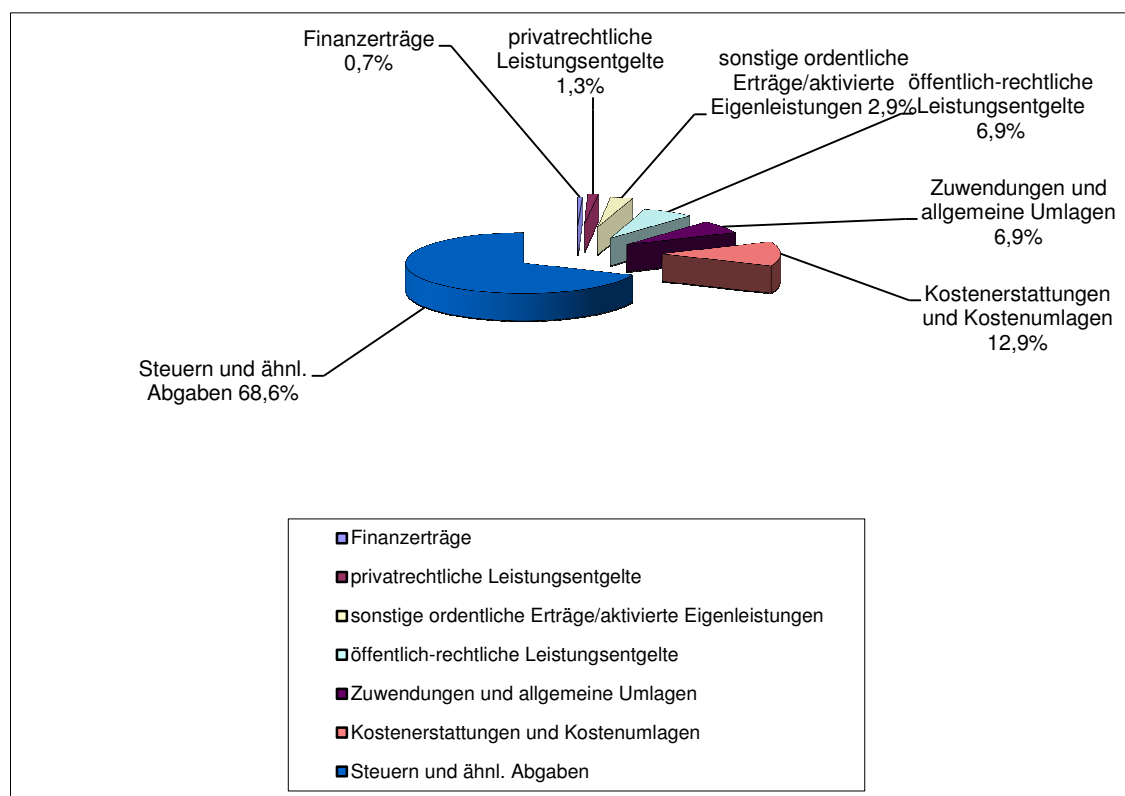 Finanzerträge
0,7%
privatrechtliche
Leistungsentgelte
1,3%
sonstige ordentliche
Erträge/aktivierte
Eigenleistungen 2,9%
öffentlich-rechtliche
Leistungsentgelte
6,9%
Zuwendungen und
allgemeine Umlagen
6,9%
Kostenerstattungen
und Kostenumlagen
12,9%
Steuern und ähnl.
Abgaben 68,6%
Finanzerträge
privatrechtliche Leistungsentgelte
sonstige ordentliche Erträge/aktivierte Eigenleistungen
öffentlich-rechtliche Leistungsentgelte
Zuwendungen und allgemeine Umlagen
Kostenerstattungen und Kostenumlagen
Steuern und ähnl. Abgaben